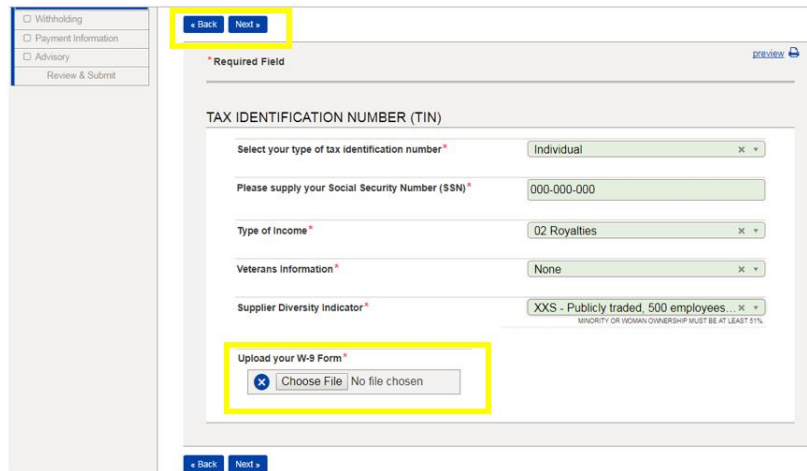 Withholding
Payment Information
Advisory
Review & Submit
« Back Next »
*Required Field
preview
TAX IDENTIFICATION NUMBER (TIN)
Select your type of tax identification number* Individual
Please supply your Social Security Number (SSN)* 000-000-000
Type of Income* 02 Royalties
Veterans Information* None
Supplier Diversity Indicator* XXS - Publicly traded, 500 employees...
MINORITY OR WOMAN OWNERSHIP MUST BE AT LEAST 51%.
Upload your W-9 Form*
Choose File No file chosen
« Back Next »